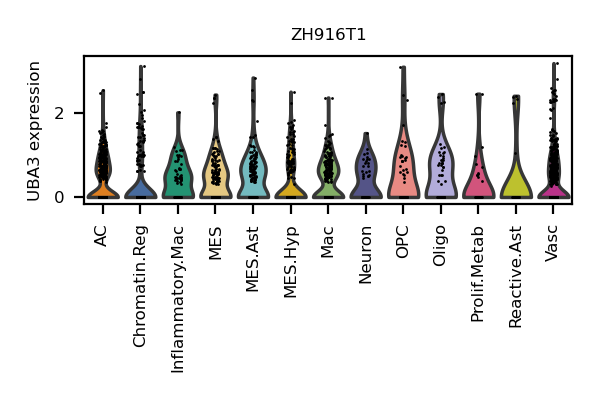 ZH916T1
UBA3 expression
2
0
AC
Chromatin.Reg
Inflammatory.Mac
MES
MES.Ast
MES.Hyp
Mac
Neuron
OPC
Oligo
Prolif.Metab
Reactive.Ast
Vasc